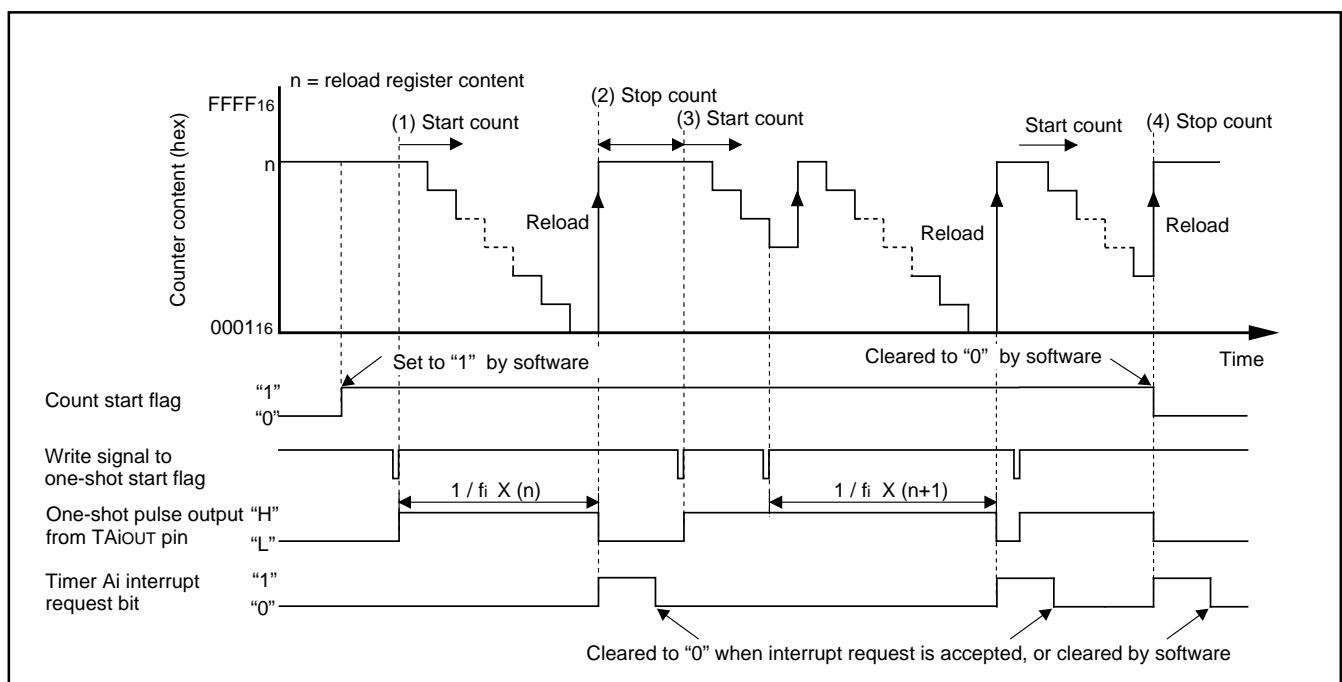 n = reload register content
FFFF16
(2) Stop count
(1) Start count
(3) Start count
Start count
(4) Stop count
Counter content (hex)
n
Reload
Reload
Reload
000116
Time
Set to “1” by software
Cleared to “0” by software
Count start flag
“1”
“0”
Write signal to
one-shot start flag
1 / fi X (n)
1 / fi X (n+1)
One-shot pulse output
from TAiOUT pin
“H”
“L”
Timer Ai interrupt
request bit
“1”
“0”
Cleared to “0” when interrupt request is accepted, or cleared by software